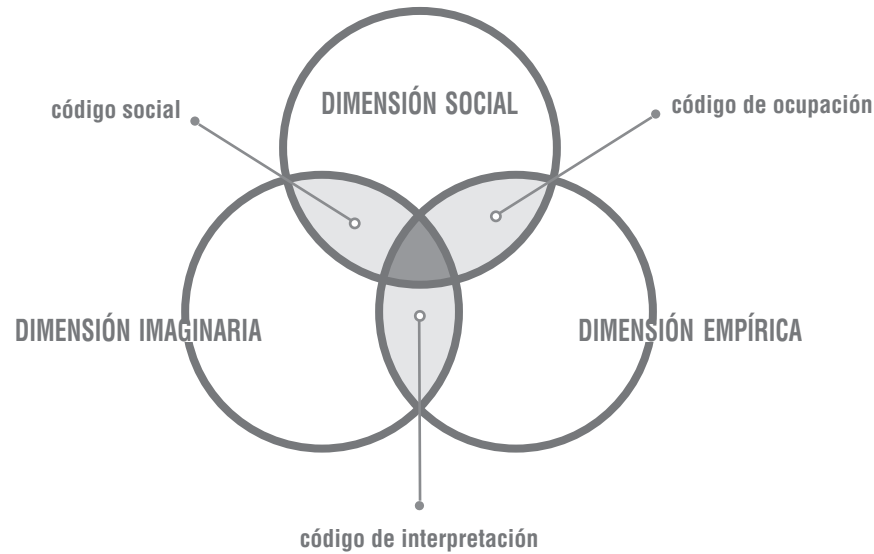 código social
DIMENSIÓN SOCIAL
código de ocupación
DIMENSIÓN IMAGINARIA
DIMENSIÓN EMPÍRICA
código de interpretación